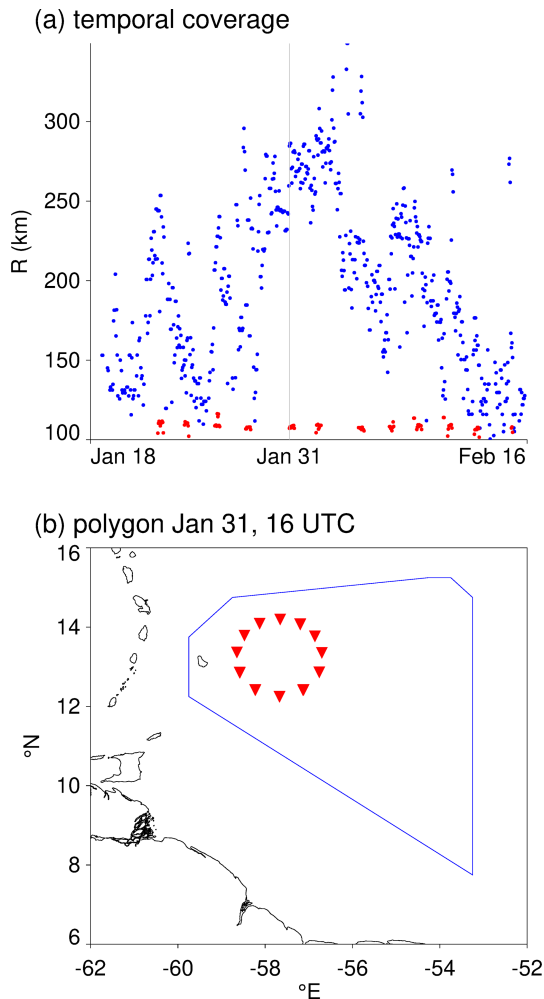 (a) temporal coverage
R (km)
300
250
200
150
100
Jan 18
Jan 31
Feb 16
(b) polygon Jan 31, 16 UTC
°N
16
14
12
10
8
6
-62
-60
-58
-56
-54
-52
°E